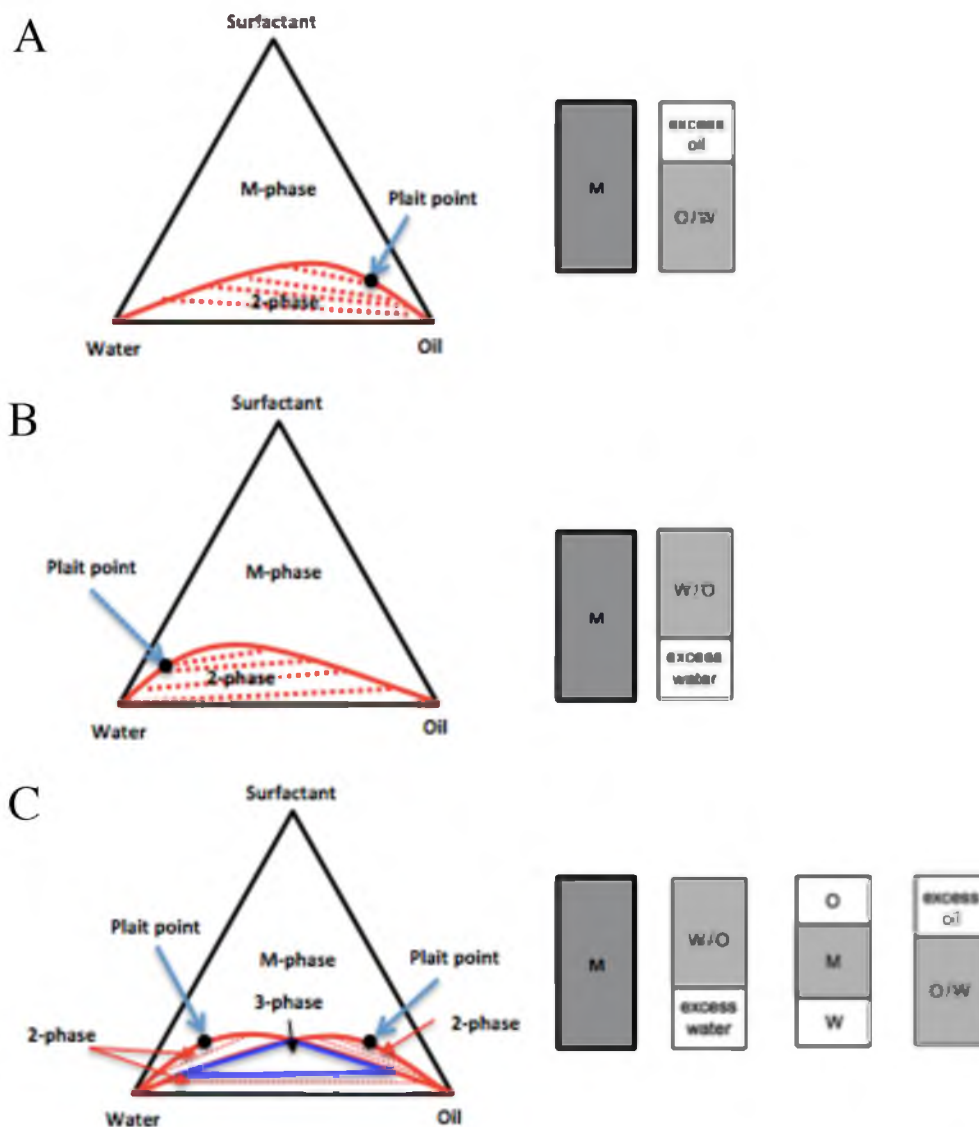 A
Surfactant
M-phase
Plait point
2-phase
Water
Oil
M
excess
oil
O/W
B
Surfactant
Plait point
M-phase
2-phase
Water
Oil
M
W/O
excess
water
C
Surfactant
Plait point
M-phase
Plait point
3-phase
2-phase
2-phase
Water
Oil
M
W/O
excess
water
O
M
W
excess
oil
O/W